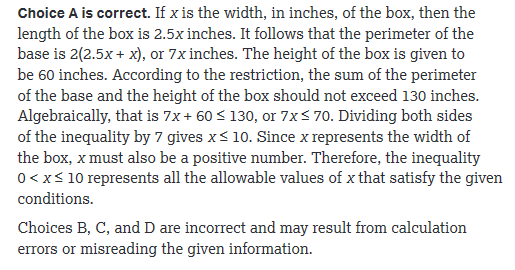 Choice A is correct. If x is the width, in inches, of the box, then the
length of the box is 2.5x inches. It follows that the perimeter of the
base is 2(2.5x + x), or 7x inches. The height of the box is given to
be 60 inches. According to the restriction, the sum of the perimeter
of the base and the height of the box should not exceed 130 inches.
Algebraically, that is 7x + 60 ≤ 130, or 7x ≤ 70. Dividing both sides
of the inequality by 7 gives x ≤ 10. Since x represents the width of
the box, x must also be a positive number. Therefore, the inequality
0 < x ≤ 10 represents all the allowable values of x that satisfy the given
conditions.
Choices B, C, and D are incorrect and may result from calculation
errors or misreading the given information.